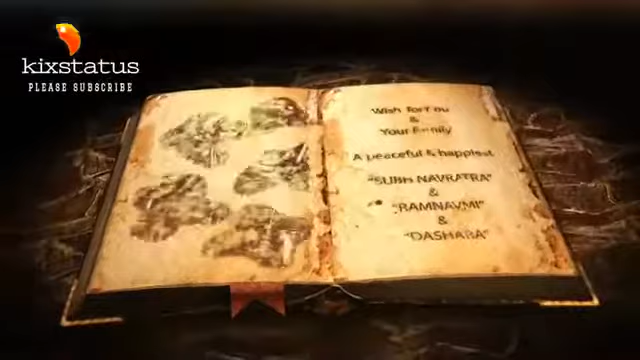 kixstatus
PLEASE SUBSCRIBE
Wish For You
&
Your Family
A peaceful & happiest
"SUBH NAVRATRA"
&
"RAMNAVMI"
&
"DASHARA"